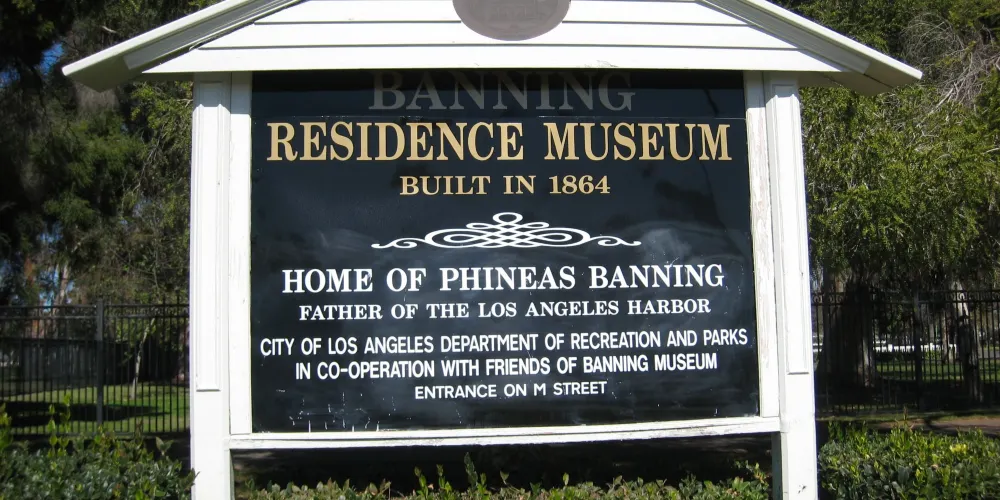 BANNING
RESIDENCE MUSEUM
BUILT IN 1864
HOME OF PHINEAS BANNING
FATHER OF THE LOS ANGELES HARBOR
CITY OF LOS ANGELES DEPARTMENT OF RECREATION AND PARKS
IN CO-OPERATION WITH FRIENDS OF BANNING MUSEUM
ENTRANCE ON M STREET